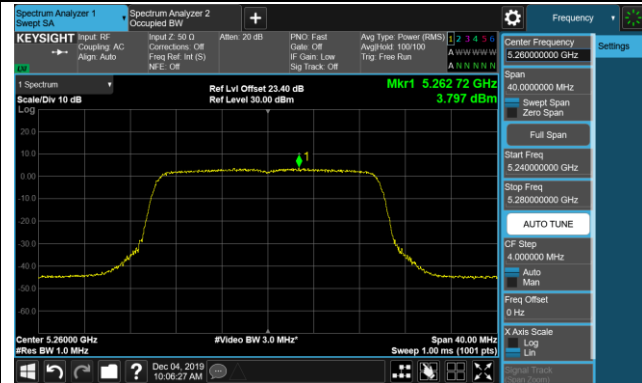 Spectrum Analyzer 1
Swept SA
Spectrum Analyzer 2
Occupied BW
Frequency
KEYSIGHT
Input: RF
Coupling: AC
Align: Auto
Input Z: 50 Ω
Corrections: Off
Freq Ref: Int (S)
NFE: Off
Atten: 20 dB
PNO: Fast
Gate: Off
IF Gain: Low
Sig Track: Off
Avg Type: Power (RMS)
Avg|Hold: 100/100
Trig: Free Run
1 2 3 4 5 6
A W W W W W
A N N N N N
LXI
Center Frequency
5.260000000 GHz
Settings
Span
40.0000000 MHz
Swept Span
Zero Span
Full Span
Start Freq
5.240000000 GHz
Stop Freq
5.280000000 GHz
AUTO TUNE
CF Step
4.000000 MHz
Auto
Man
Freq Offset
0 Hz
X Axis Scale
Log
Lin
Signal Track
(Span Zoom)
1 Spectrum
Scale/Div 10 dB
Log
Ref Lvl Offset 23.40 dB
Ref Level 30.00 dBm
Mkr1 5.262 72 GHz
3.797 dBm
1
20.0
10.0
0.00
-10.0
-20.0
-30.0
-40.0
-50.0
-60.0
Center 5.26000 GHz
#Res BW 1.0 MHz
#Video BW 3.0 MHz*
Span 40.00 MHz
Sweep 1.00 ms (1001 pts)
?
Dec 04, 2019
10:06:27 AM